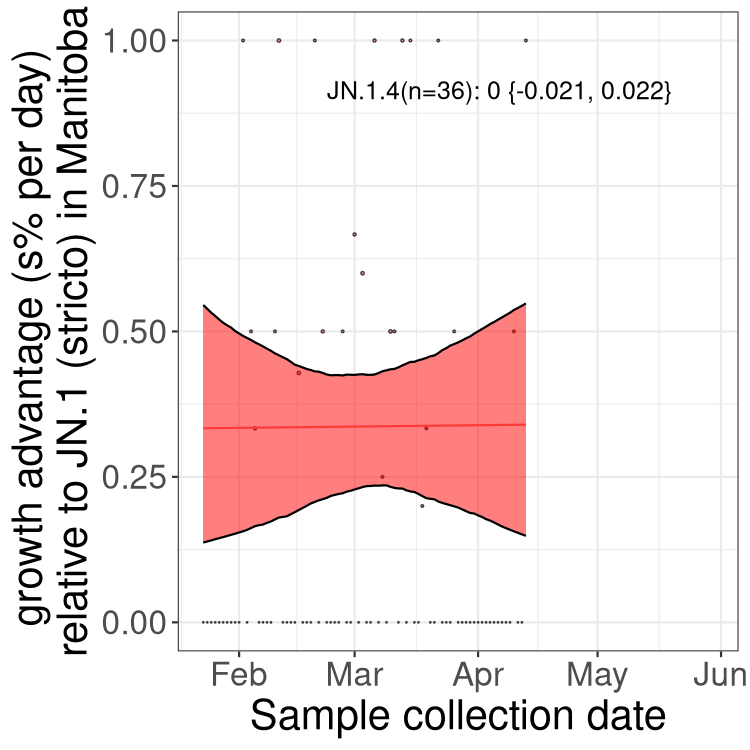 growth advantage (s% per day)
relative to JN.1 (stricto) in Manitoba
1.00
0.75
0.50
0.25
0.00
JN.1.4(n=36): 0 {-0.021, 0.022}
Feb Mar Apr May Jun
Sample collection date